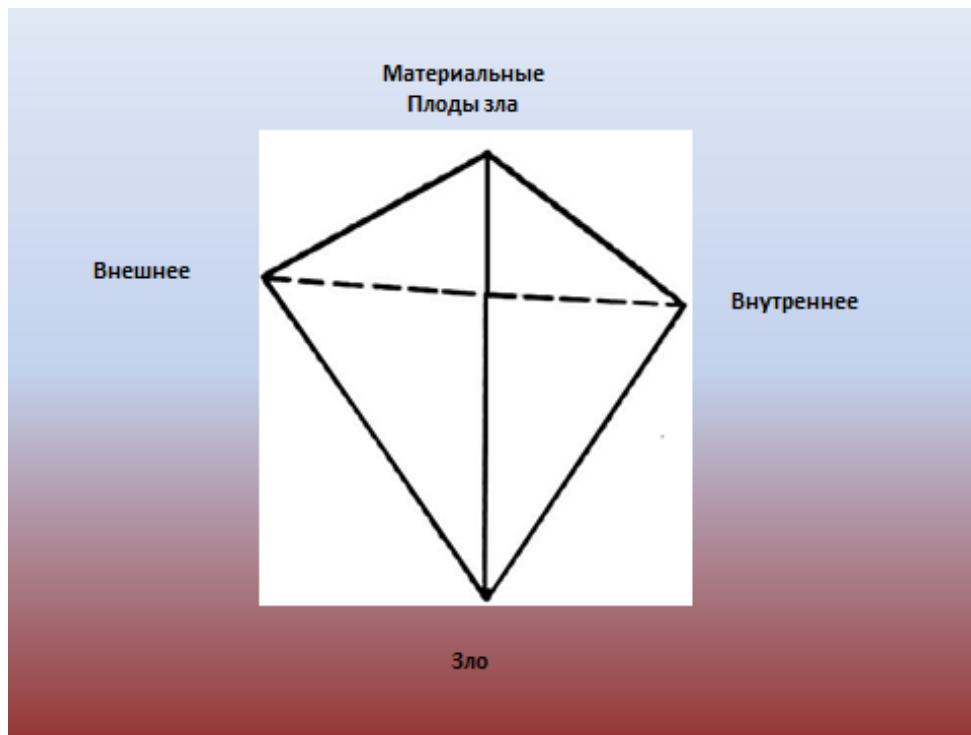 Материальные
Плоды зла
Внешнее
Внутреннее
Зло